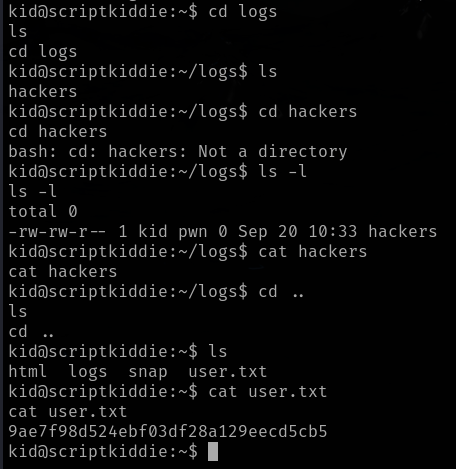 kid@scriptkiddie:~$ cd logs
ls
cd logs
kid@scriptkiddie:~/logs$ ls
hackers
kid@scriptkiddie:~/logs$ cd hackers
cd hackers
bash: cd: hackers: Not a directory
kid@scriptkiddie:~/logs$ ls -l
ls -l
total 0
-rw-rw-r-- 1 kid pwn 0 Sep 20 10:33 hackers
kid@scriptkiddie:~/logs$ cat hackers
cat hackers
kid@scriptkiddie:~/logs$ cd ..
ls
cd ..
kid@scriptkiddie:~$ ls
html  logs  snap  user.txt
kid@scriptkiddie:~$ cat user.txt
cat user.txt
9ae7f98d524ebf03df28a129eecd5cb5
kid@scriptkiddie:~$